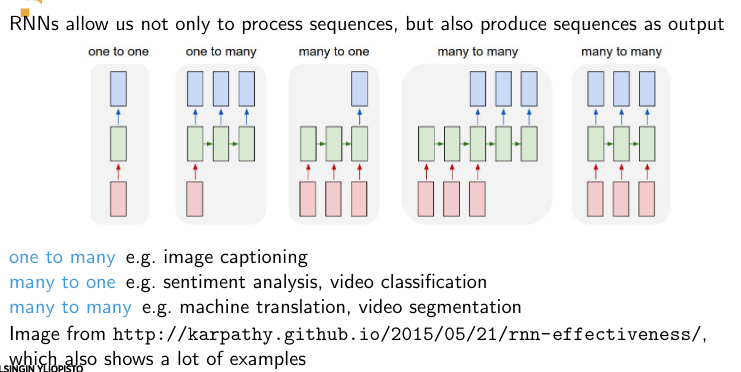 RNNs allow us not only to process sequences, but also produce sequences as output
one to one one to many many to one many to many many to many
one to many e.g. image captioning
many to one e.g. sentiment analysis, video classification
many to many e.g. machine translation, video segmentation
Image from http://karpathy.github.io/2015/05/21/rnn-effectiveness/,
which also shows a lot of examples
LSINGIN YLIOPISTO